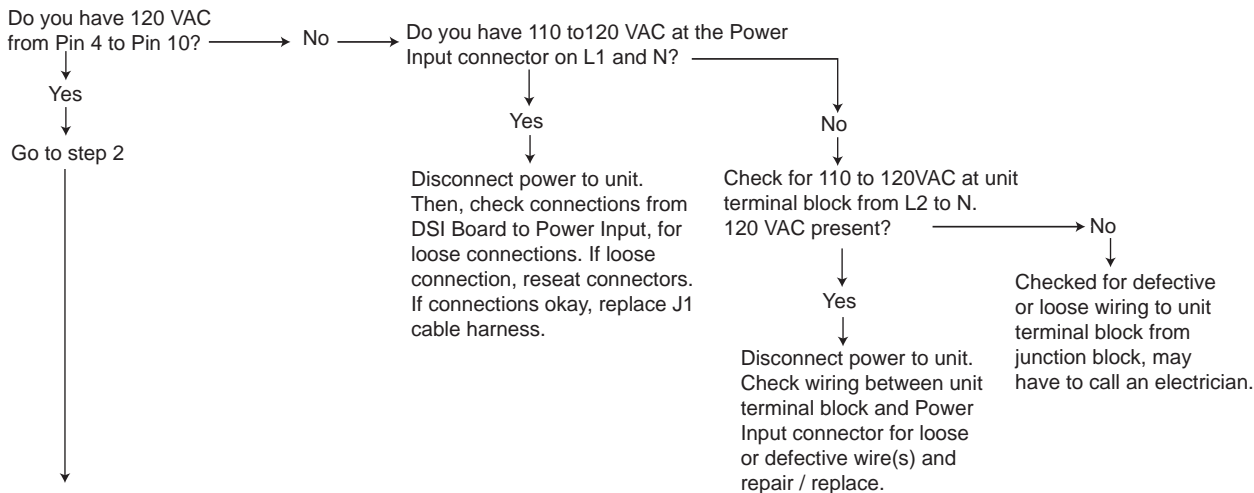 Do you have 120 VAC
from Pin 4 to Pin 10?
No
Do you have 110 to120 VAC at the Power
Input connector on L1 and N?
Yes
Go to step 2
Yes
Disconnect power to unit.
Then, check connections from
DSI Board to Power Input, for
loose connections. If loose
connection, reseat connectors.
If connections okay, replace J1
cable harness.
No
Check for 110 to 120VAC at unit
terminal block from L2 to N.
120 VAC present?
No
Checked for defective
or loose wiring to unit
terminal block from
junction block, may
have to call an electrician.
Yes
Disconnect power to unit.
Check wiring between unit
terminal block and Power
Input connector for loose
or defective wire(s) and
repair / replace.